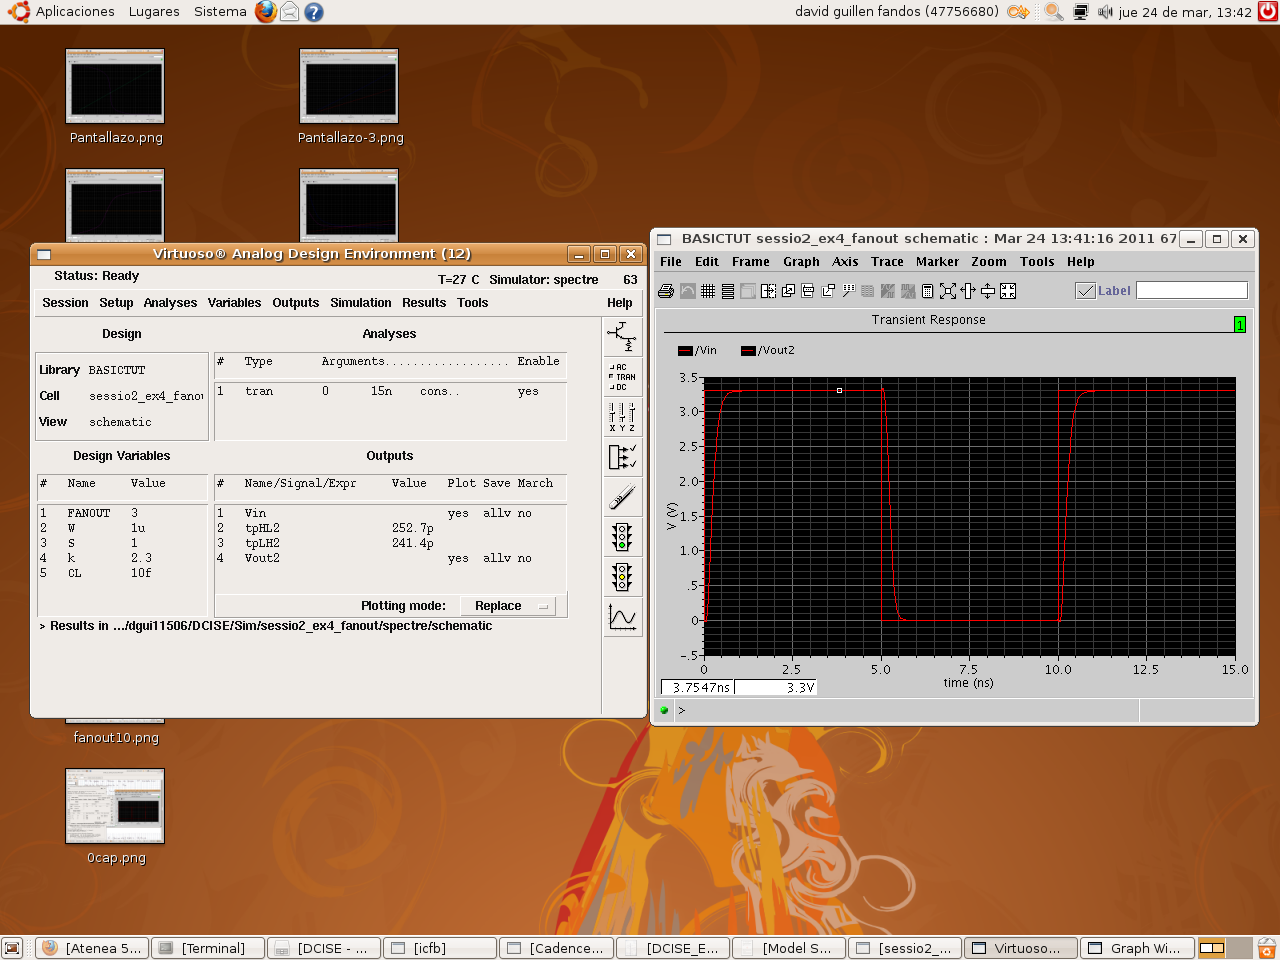 Aplicaciones Lugares Sistema
david guillen fandos (47756680) jue 24 de mar, 13:42
Pantallazo.png
Pantallazo-3.png
Virtuoso® Analog Design Environment (12)
Status: Ready
T=27 C Simulator: spectre 63
Session Setup Analyses Variables Outputs Simulation Results Tools Help
Design
Analyses
Library BASICTUT
Cell sessio2_ex4_fanou
View schematic
# Type Arguments................... Enable
1 tran 0 15n cons.. yes
AC
TRAN
DC
X Y Z
Design Variables
Outputs
# Name Value
# Name/Signal/Expr Value Plot Save March
1 FANOUT 3
2 W 1u
3 S 1
4 k 2.3
5 CL 10f
1 Vin yes allv no
2 tpHL2 252.7p
3 tpLH2 241.4p
4 Vout2 yes allv no
Plotting mode: Replace
> Results in .../dgui11506/DCISE/Sim/sessio2_ex4_fanout/spectre/schematic
BASICTUT sessio2_ex4_fanout schematic : Mar 24 13:41:16 2011 67
File Edit Frame Graph Axis Trace Marker Zoom Tools Help
Label
Transient Response
1
/Vin /Vout2
3.5
3.0
2.5
2.0
1.5
1.0
.5
0
-.5
V (V)
0 2.5 5.0 7.5 10.0 12.5 15.0
time (ns)
3.7547ns 3.3V
>
fanout10.png
0cap.png
[Atenea 5... [Terminal] [DCISE - ... [icfb] [Cadence... [DCISE_E... [Model S... [sessio2_... Virtuoso... Graph Wi...